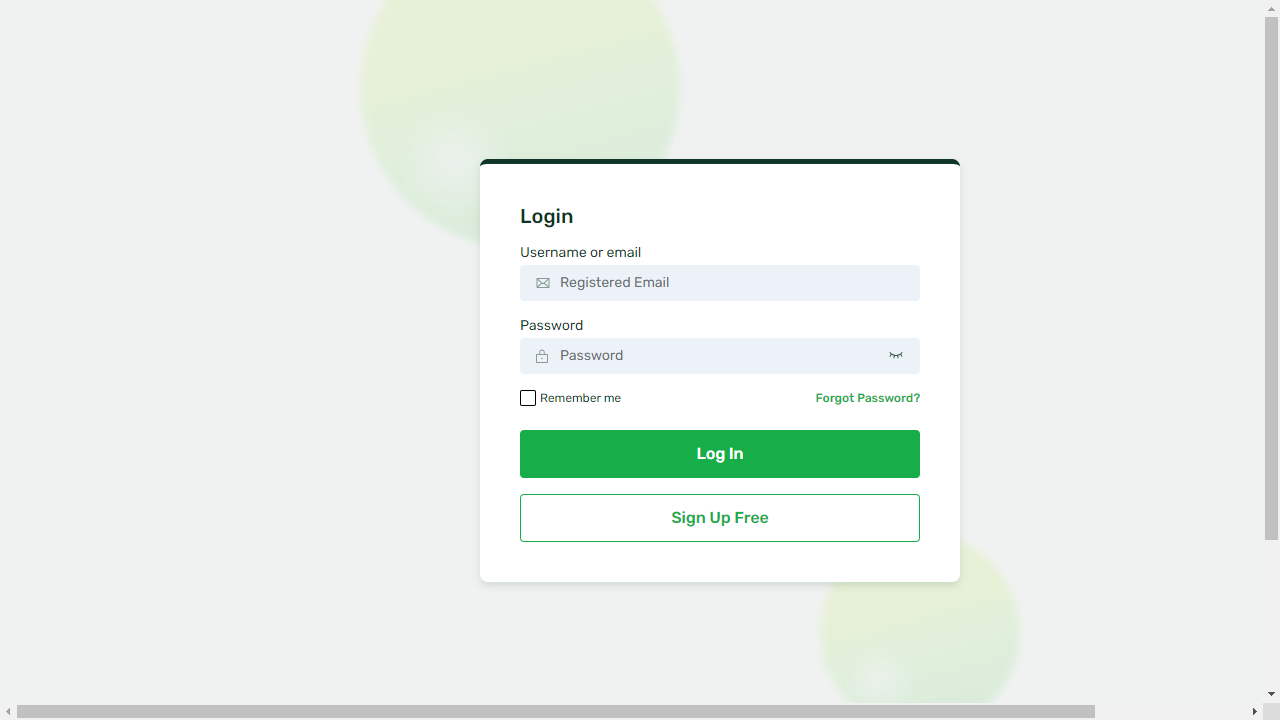 Login
Username or email
Registered Email
Password
Password
Remember me
Forgot Password?
Log In
Sign Up Free